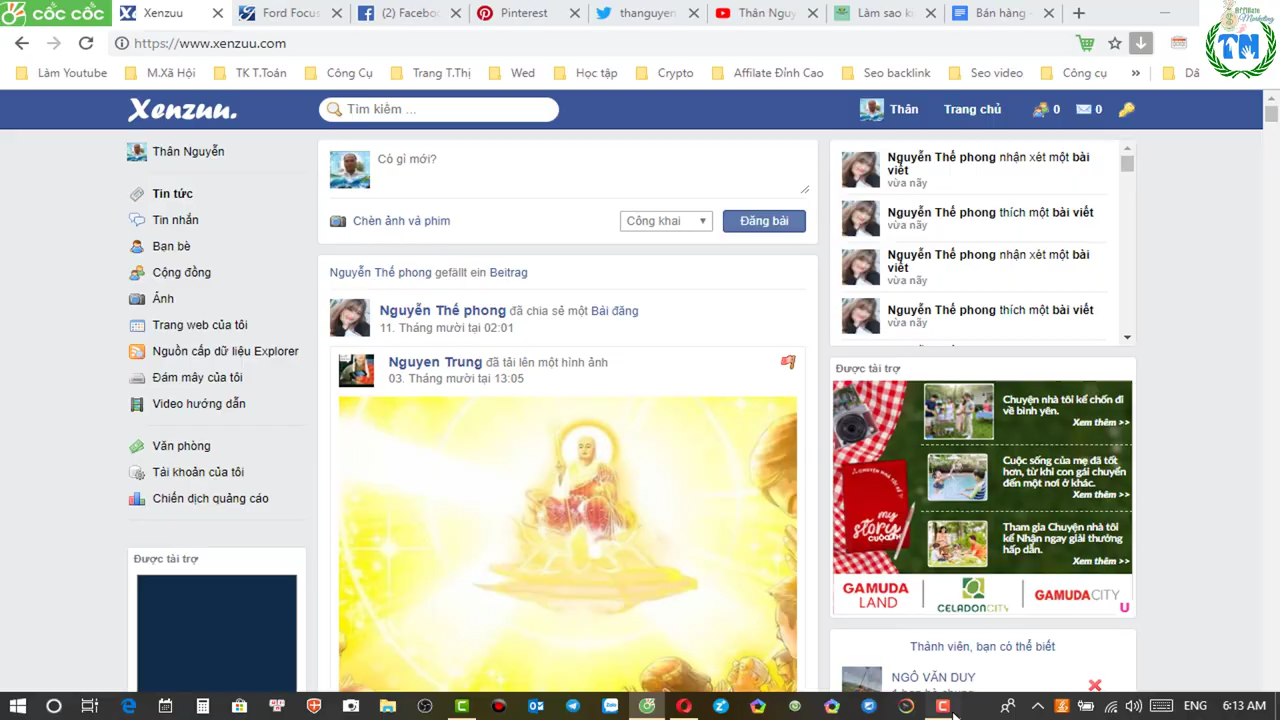 cốc cốc
Xenzuu
Ford Focus
(2) Facebo
Pinte
thanguyen
Thân Nguy
Làm sao k
Bán hàng -
https://www.xenzuu.com
Làm Youtube
M.Xã Hội
TK T.Toán
Công Cụ
Trang T.Thị
Wed
Học tập
Crypto
Affilate Đỉnh Cao
Seo backlink
Seo video
Công cụ
»
Dấ
Affiliate
Marketing
TN
Xenzuu.
Tìm kiếm ...
Thân
Trang chủ
0
0
Thân Nguyễn
Tin tức
Tin nhắn
Bạn bè
Cộng đồng
Ảnh
Trang web của tôi
Nguồn cấp dữ liệu Explorer
Đám mây của tôi
Video hướng dẫn
Văn phòng
Tài khoản của tôi
Chiến dịch quảng cáo
Được tài trợ
Có gì mới?
Chèn ảnh và phim
Công khai
Đăng bài
Nguyễn Thế phong gefällt ein Beitrag
Nguyễn Thế phong đã chia sẻ một Bài đăng
11. Tháng mười tại 02:01
Nguyen Trung đã tải lên một hình ảnh
03. Tháng mười tại 13:05
Nguyễn Thế phong nhận xét một bài
viết
vừa nãy
Nguyễn Thế phong thích một bài viết
vừa nãy
Nguyễn Thế phong nhận xét một bài
viết
vừa nãy
Nguyễn Thế phong thích một bài viết
vừa nãy
Được tài trợ
Chuyện nhà tôi kể chốn đi
về bình yên.
Xem thêm >>
Cuộc sống của mẹ đã tốt
hơn, từ khi con gái chuyển
đến một nơi ở khác.
Xem thêm >>
Tham gia Chuyện nhà tôi
kể Nhận ngay giải thưởng
hấp dẫn.
Xem thêm >>
my
story
GAMUDA
LAND
CELADON CITY
GAMUDA CITY
Thành viên, bạn có thể biết
NGÔ VĂN DUY
ENG
6:13 AM